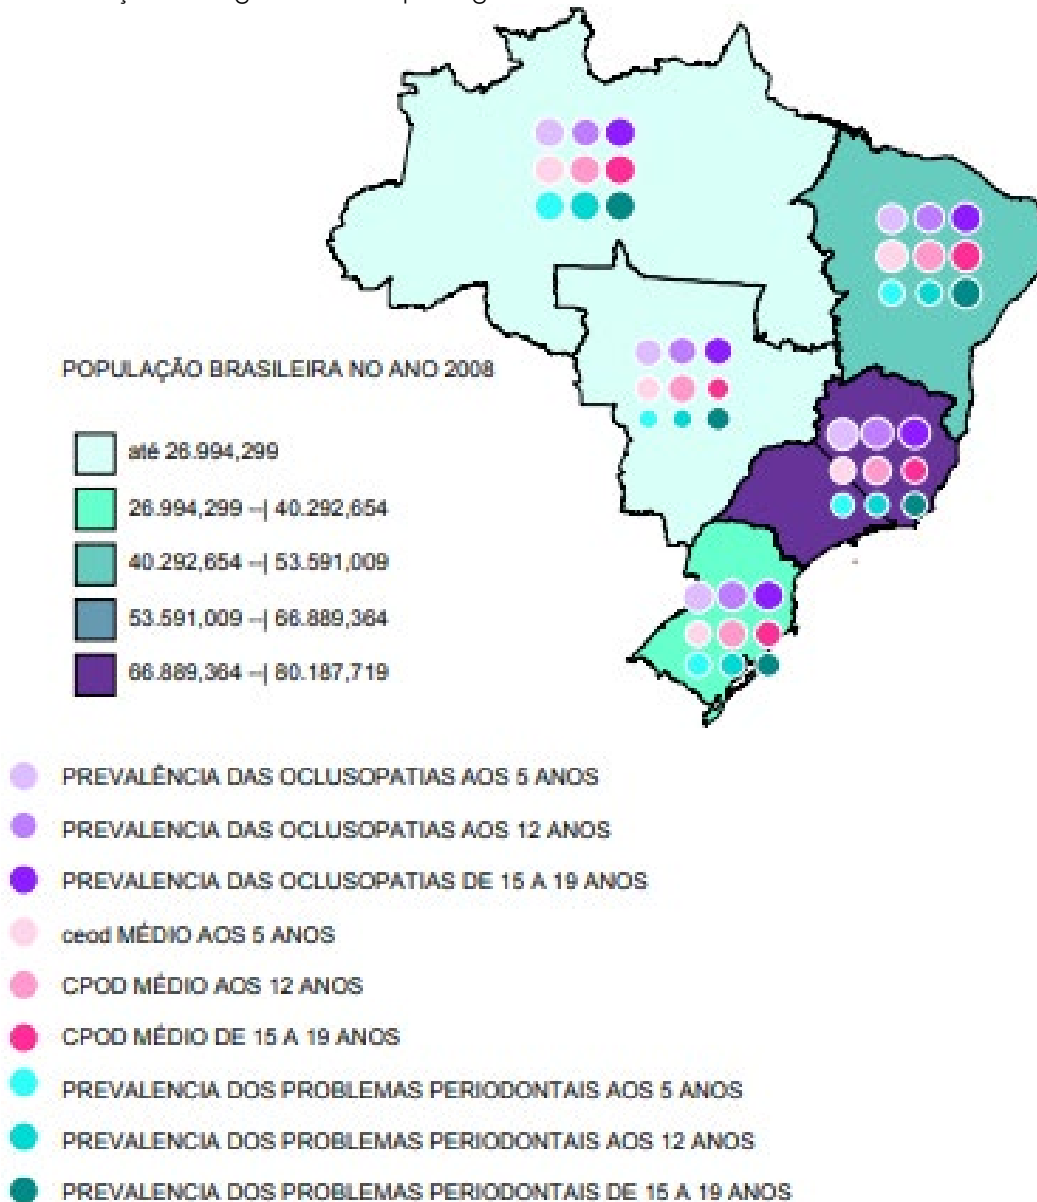 POPULAÇÃO BRASILEIRA NO ANO 2008
até 26.994,299
26.994,299 --| 40.292,654
40.292,654 --| 53.591,009
53.591,009 --| 66.889,364
66.889,364 --| 80.187,719
PREVALÊNCIA DAS OCLUSOPATIAS AOS 5 ANOS
PREVALENCIA DAS OCLUSOPATIAS AOS 12 ANOS
PREVALENCIA DAS OCLUSOPATIAS DE 15 A 19 ANOS
ceod MÉDIO AOS 5 ANOS
CPOD MÉDIO AOS 12 ANOS
CPOD MÉDIO DE 15 A 19 ANOS
PREVALENCIA DOS PROBLEMAS PERIODONTAIS AOS 5 ANOS
PREVALENCIA DOS PROBLEMAS PERIODONTAIS AOS 12 ANOS
PREVALENCIA DOS PROBLEMAS PERIODONTAIS DE 15 A 19 ANOS